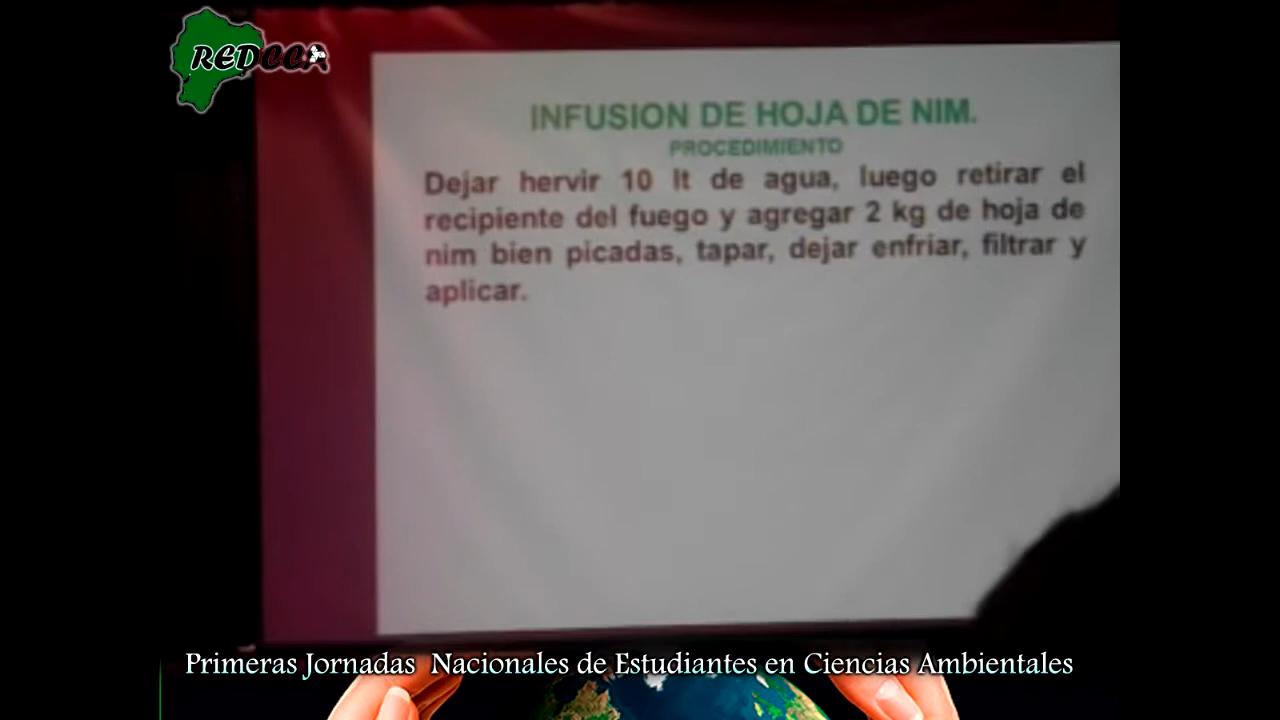 REDCCA
INFUSION DE HOJA DE NIM.
PROCEDIMIENTO
Dejar hervir 10 lt de agua, luego retirar el
recipiente del fuego y agregar 2 kg de hoja de
nim bien picadas, tapar, dejar enfriar, filtrar y
aplicar.
Primeras Jornadas Nacionales de Estudiantes en Ciencias Ambientales